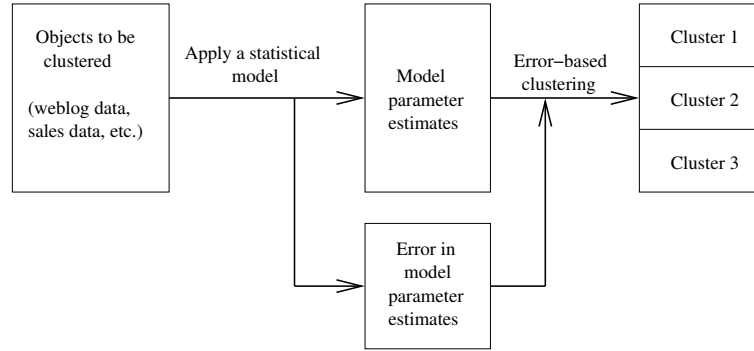 Objects to be
clustered
(weblog data,
sales data, etc.)
Apply a statistical
model
Model
parameter
estimates
Error−based
clustering
Cluster 1
Cluster 2
Cluster 3
Error in
model
parameter
estimates